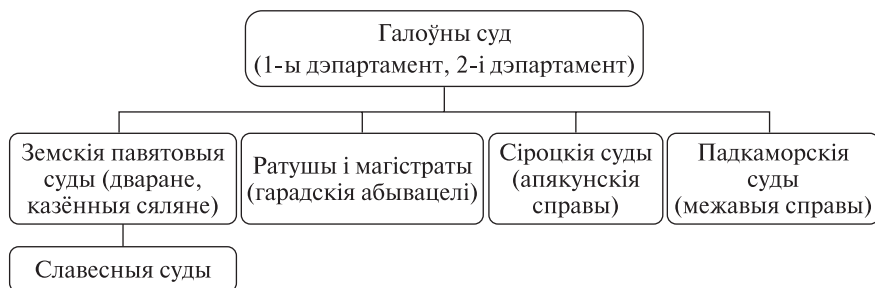 Галоўны суд
(1-ы дэпартамент, 2-і дэпартамент)
Земскія павятовыя
суды (дваране,
казённыя сяляне)
Ратушы і магістраты
(гарадскія абывацелі)
Сіроцкія суды
(апякунскія
справы)
Падкаморскія
суды
(межавыя справы)
Славесныя суды